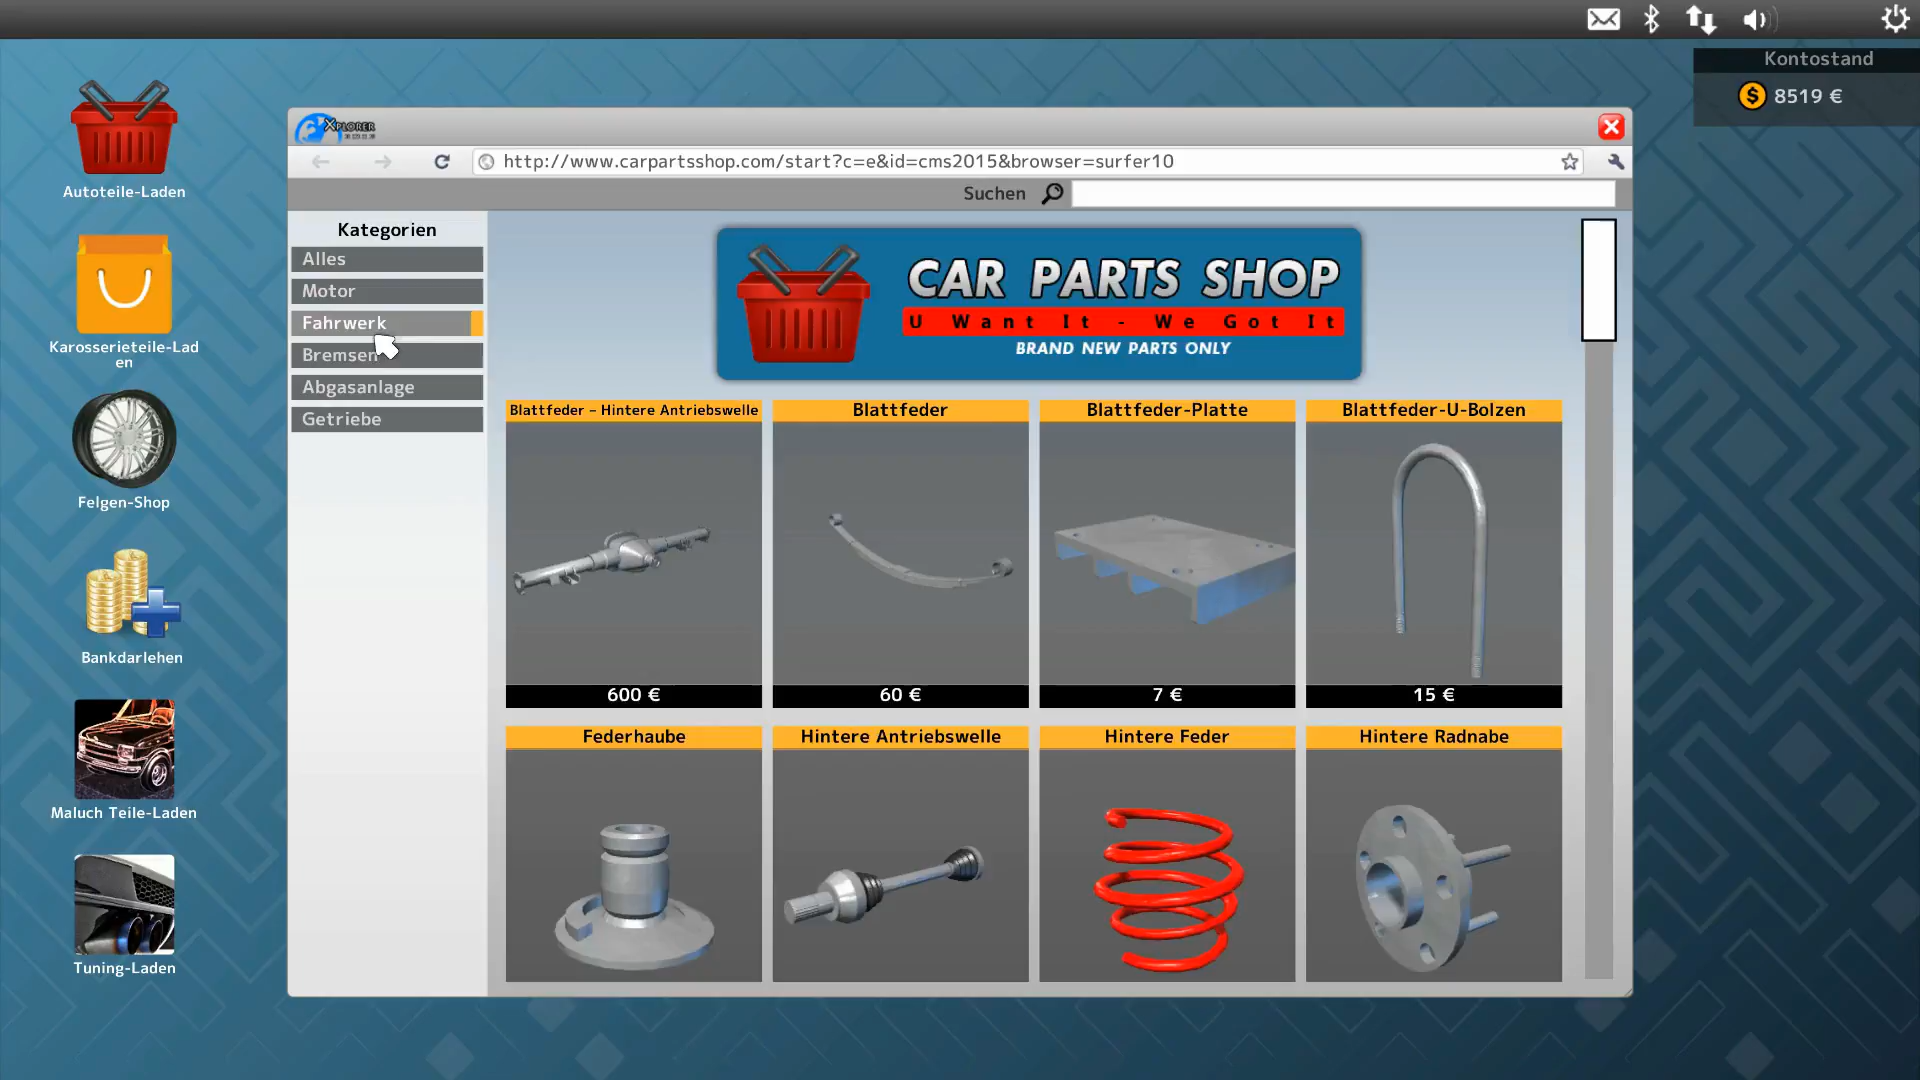 Kontostand
8519 €
Autoteile-Laden
Karosserieteile-Lad
en
Felgen-Shop
Bankdarlehen
Maluch Teile-Laden
Tuning-Laden
XPLORER
http://www.carpartsshop.com/start?c=e&id=cms2015&browser=surfer10
Suchen
Kategorien
Alles
Motor
Fahrwerk
Bremsen
Abgasanlage
Getriebe
CAR PARTS SHOP
U Want It - We Got It
BRAND NEW PARTS ONLY
Blattfeder - Hintere Antriebswelle
Blattfeder
Blattfeder-Platte
Blattfeder-U-Bolzen
600 €
60 €
7 €
15 €
Federhaube
Hintere Antriebswelle
Hintere Feder
Hintere Radnabe